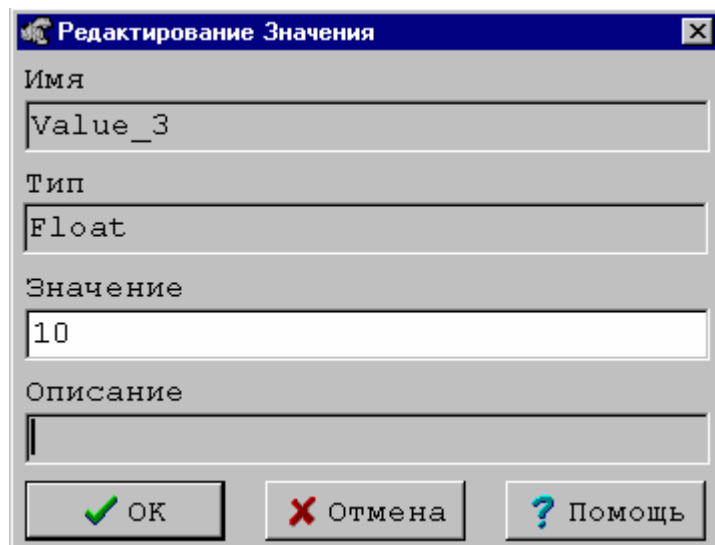 Редактирование Значения
Имя
Value_3
Тип
Float
Значение
10
Описание
OK Отмена ? Помощь